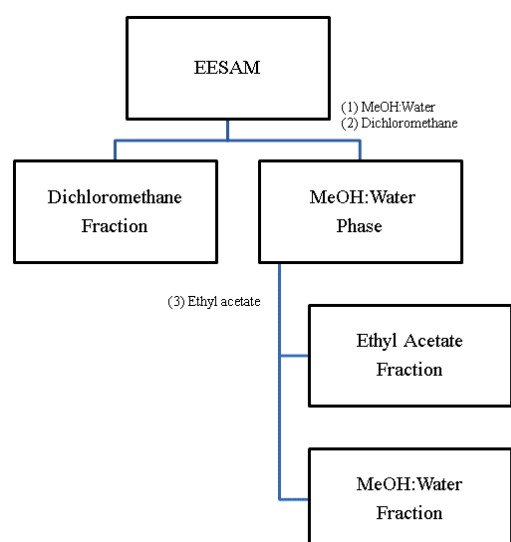 EESAM
(1) MeOH:Water
(2) Dichloromethane
Dichloromethane
Fraction
MeOH:Water
Phase
(3) Ethyl acetate
Ethyl Acetate
Fraction
MeOH:Water
Fraction